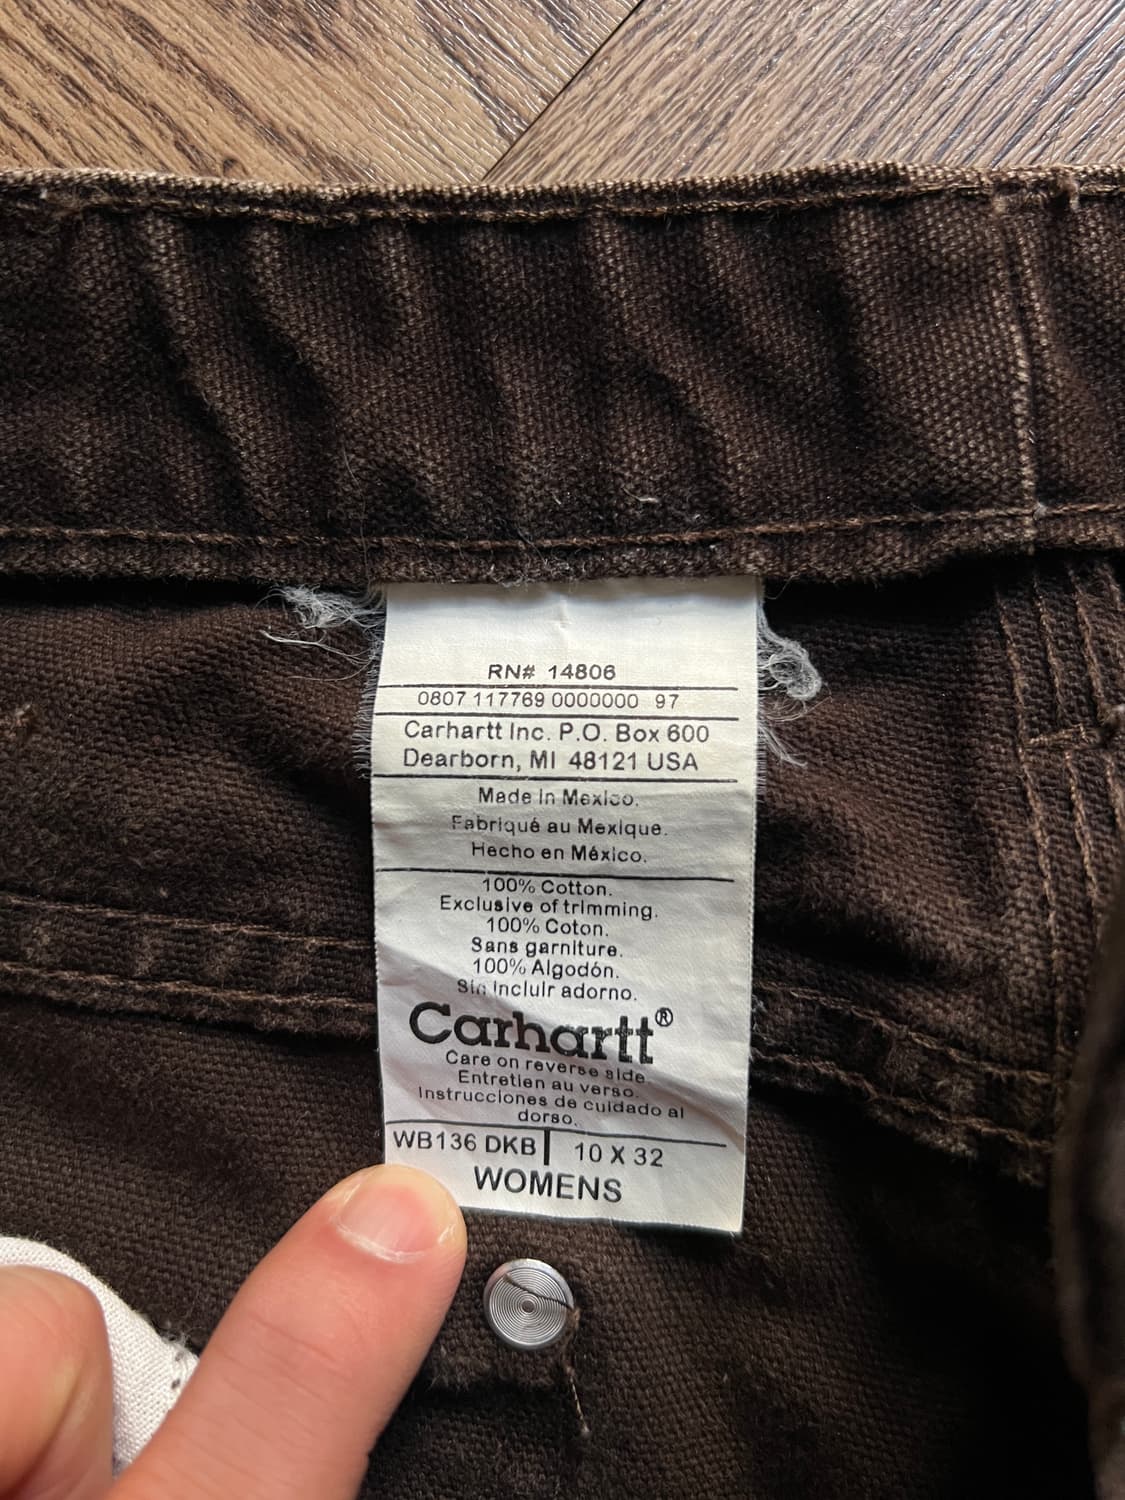 RN# 14806
0807 117769 0000000 97
Carhartt Inc. P.O. Box 600
Dearborn, MI 48121 USA
Made in Mexico.
Fabriqué au Mexique.
Hecho en México.
100% Cotton.
Exclusive of trimming.
100% Coton.
Sans garniture.
100% Algodón.
Sin incluir adorno.
Carhartt®
Care on reverse side.
Entretien au verso.
Instrucciones de cuidado al
dorso.
WB136 DKB 10 X 32
WOMENS